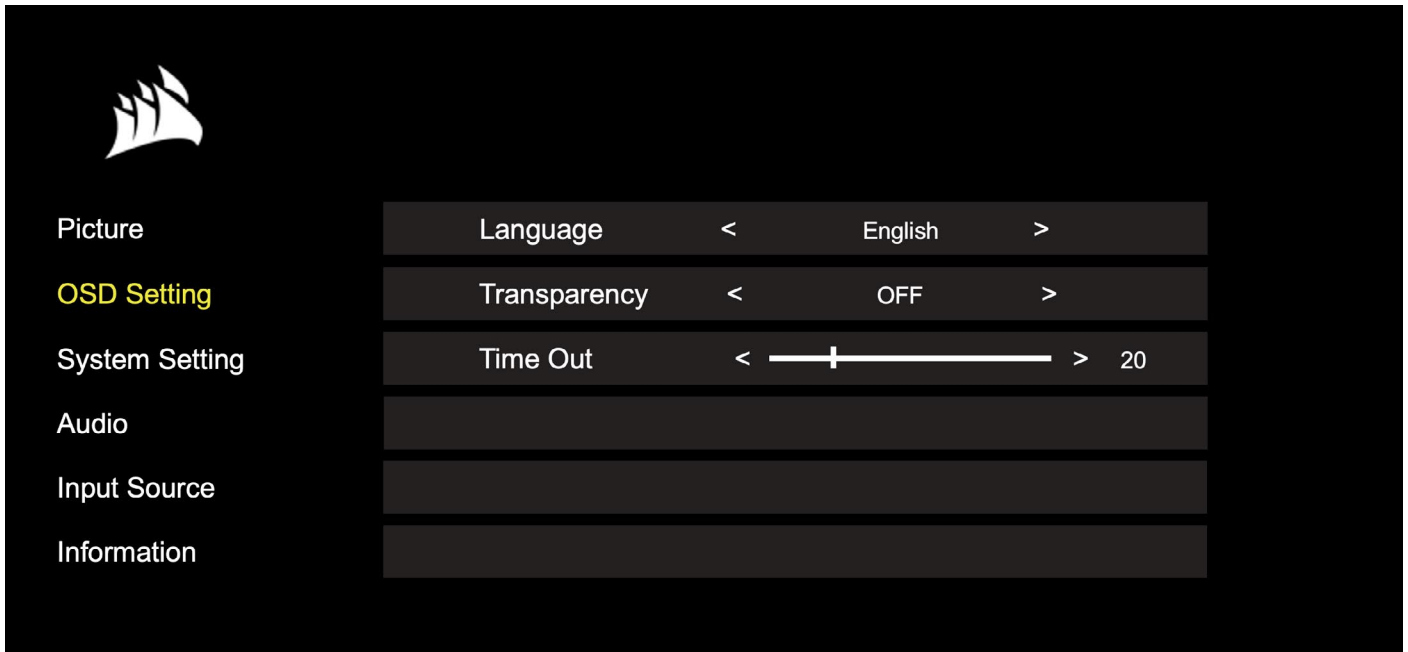 Picture Language < English >
OSD Setting Transparency < OFF >
System Setting Time Out < > 20
Audio
Input Source
Information